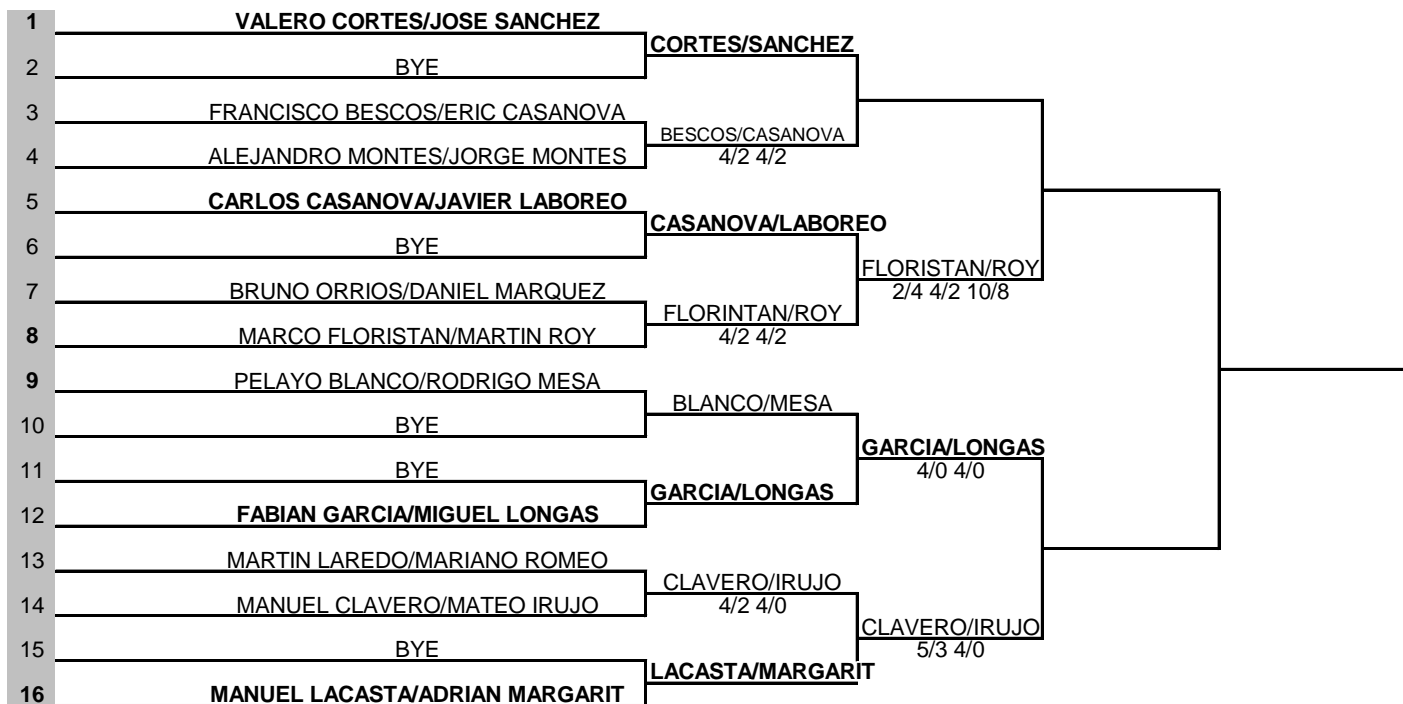 1 VALERO CORTES/JOSE SANCHEZ
CORTES/SANCHEZ
2 BYE
3 FRANCISCO BESCOS/ERIC CASANOVA
BESCOS/CASANOVA
4 ALEJANDRO MONTES/JORGE MONTES
4/2 4/2
5 CARLOS CASANOVA/JAVIER LABOREO
CASANOVA/LABOREO
6 BYE
FLORISTAN/ROY
7 BRUNO ORRIOS/DANIEL MARQUEZ
2/4 4/2 10/8
FLORINTAN/ROY
8 MARCO FLORISTAN/MARTIN ROY
4/2 4/2
9 PELAYO BLANCO/RODRIGO MESA
BLANCO/MESA
10 BYE
GARCIA/LONGAS
11 BYE
4/0 4/0
GARCIA/LONGAS
12 FABIAN GARCIA/MIGUEL LONGAS
13 MARTIN LAREDO/MARIANO ROMEO
CLAVERO/IRUJO
14 MANUEL CLAVERO/MATEO IRUJO
4/2 4/0
CLAVERO/IRUJO
15 BYE
5/3 4/0
LACASTA/MARGARIT
16 MANUEL LACASTA/ADRIAN MARGARIT